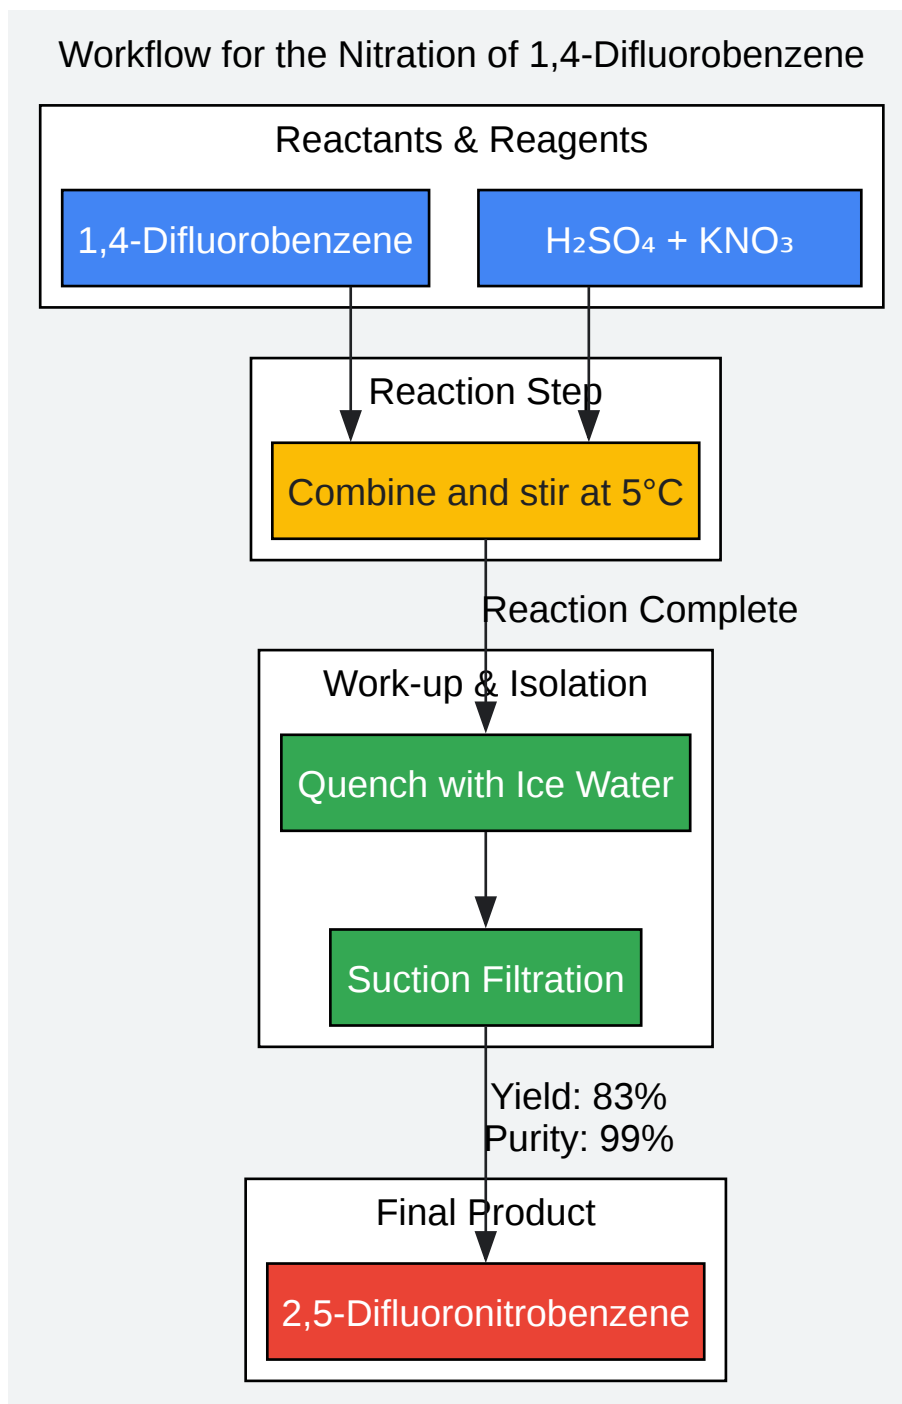 Workflow for the Nitration of 1,4-Difluorobenzene
Reactants & Reagents
1,4-Difluorobenzene
H₂SO₄ + KNO₃
Reaction Step
Combine and stir at 5°C
Reaction Complete
Work-up & Isolation
Quench with Ice Water
Suction Filtration
Yield: 83%
Purity: 99%
Final Product
2,5-Difluoronitrobenzene